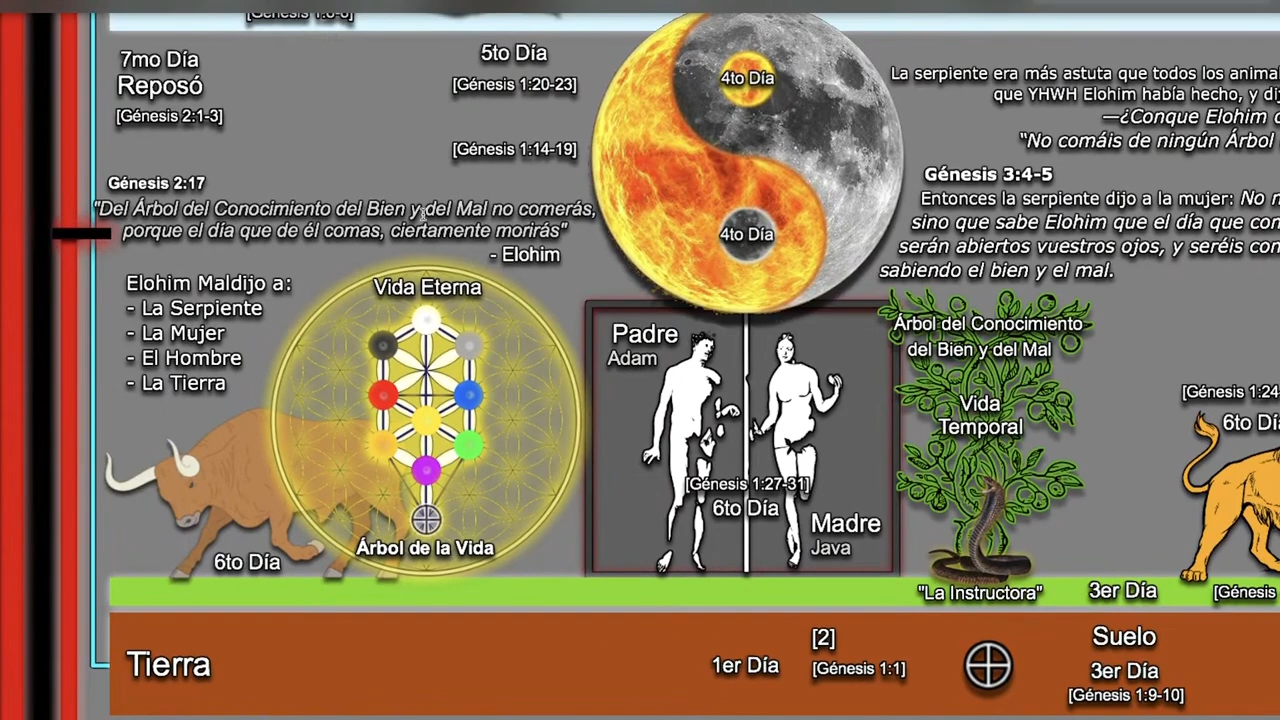 7mo Día
Reposó
[Génesis 2:1-3]
5to Día
[Génesis 1:20-23]
[Génesis 1:14-19]
4to Día
4to Día
La serpiente era más astuta que todos los
que YHWH Elohim había hecho, y
—¿Conque Elohim
"No comáis de ningún Árbol
Génesis 3:4-5
Entonces la serpiente dijo a la mujer: No
sino que sabe Elohim que el día que
serán abiertos vuestros ojos, y seréis
sabiendo el bien y el mal.
Génesis 2:17
"Del Árbol del Conocimiento del Bien y del Mal no comerás,
porque el día que de él comas, ciertamente morirás"
- Elohim
Elohim Maldijo a:
- La Serpiente
- La Mujer
- El Hombre
- La Tierra
Vida Eterna
Árbol de la Vida
6to Día
Padre
Adam
[Génesis 1:27-31]
6to Día
Madre
Java
Árbol del Conocimiento
del Bien y del Mal
Vida
Temporal
"La Instructora"
3er Día
[Génesis
[Génesis
6to
Tierra
1er Día
[2]
[Génesis 1:1]
Suelo
3er Día
[Génesis 1:9-10]